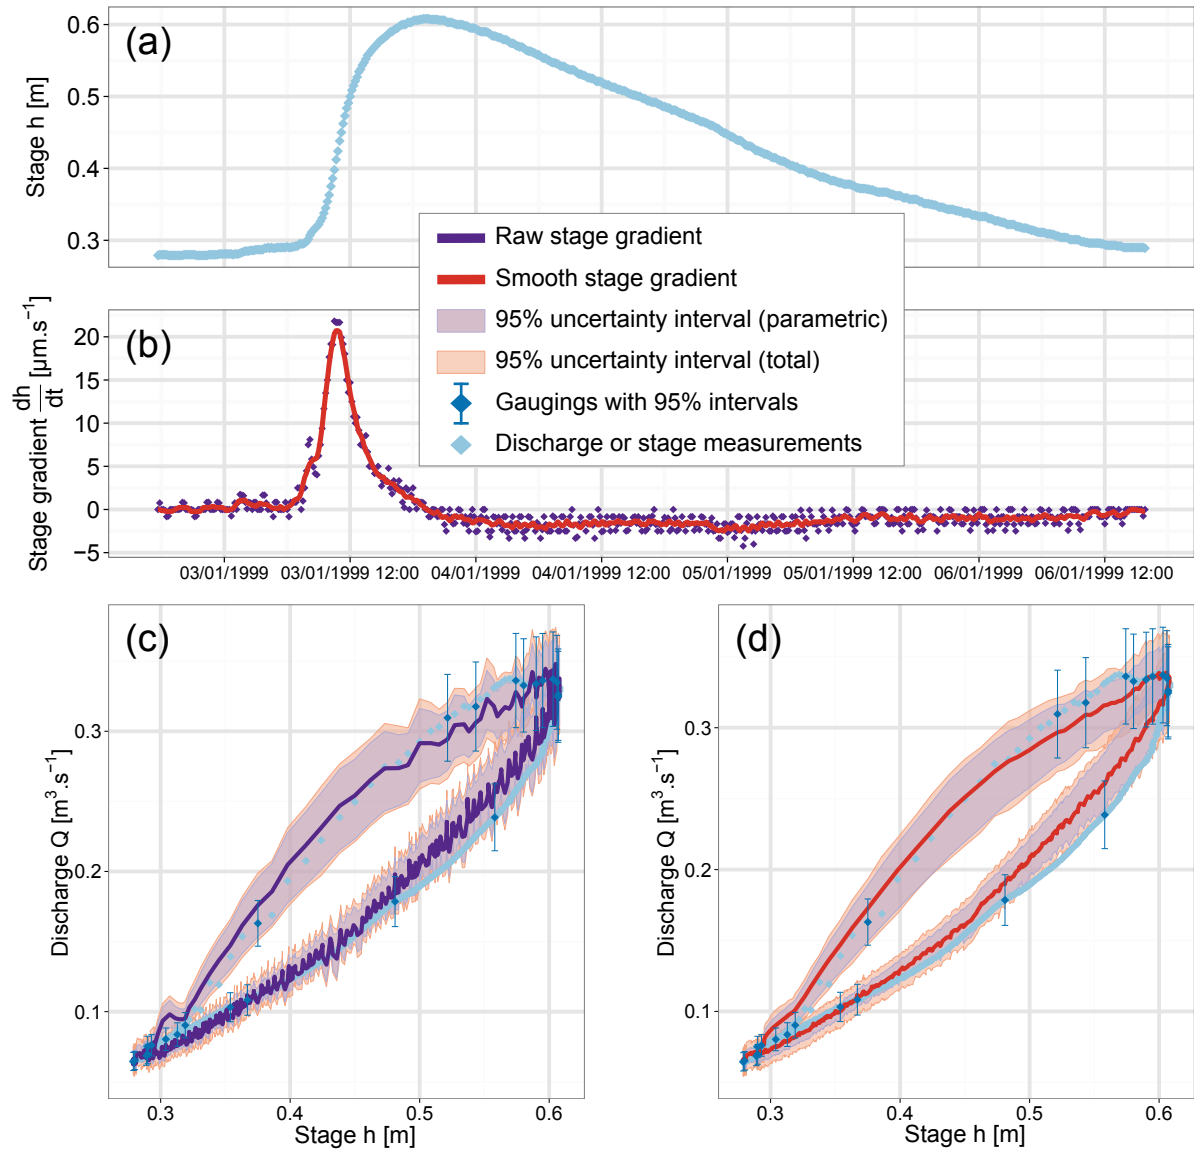 (a)
Stage h [m]
0.6
0.5
0.4
0.3
Raw stage gradient
Smooth stage gradient
95% uncertainty interval (parametric)
95% uncertainty interval (total)
Gaugings with 95% intervals
Discharge or stage measurements
(b)
Stage gradient dh/dt [µm.s⁻¹]
20
15
10
5
0
−5
03/01/1999 03/01/1999 12:00 04/01/1999 04/01/1999 12:00 05/01/1999 05/01/1999 12:00 06/01/1999 06/01/1999 12:00
(c)
Discharge Q [m³.s⁻¹]
0.3
0.2
0.1
0.3 0.4 0.5 0.6
Stage h [m]
(d)
Discharge Q [m³.s⁻¹]
0.3
0.2
0.1
0.3 0.4 0.5 0.6
Stage h [m]